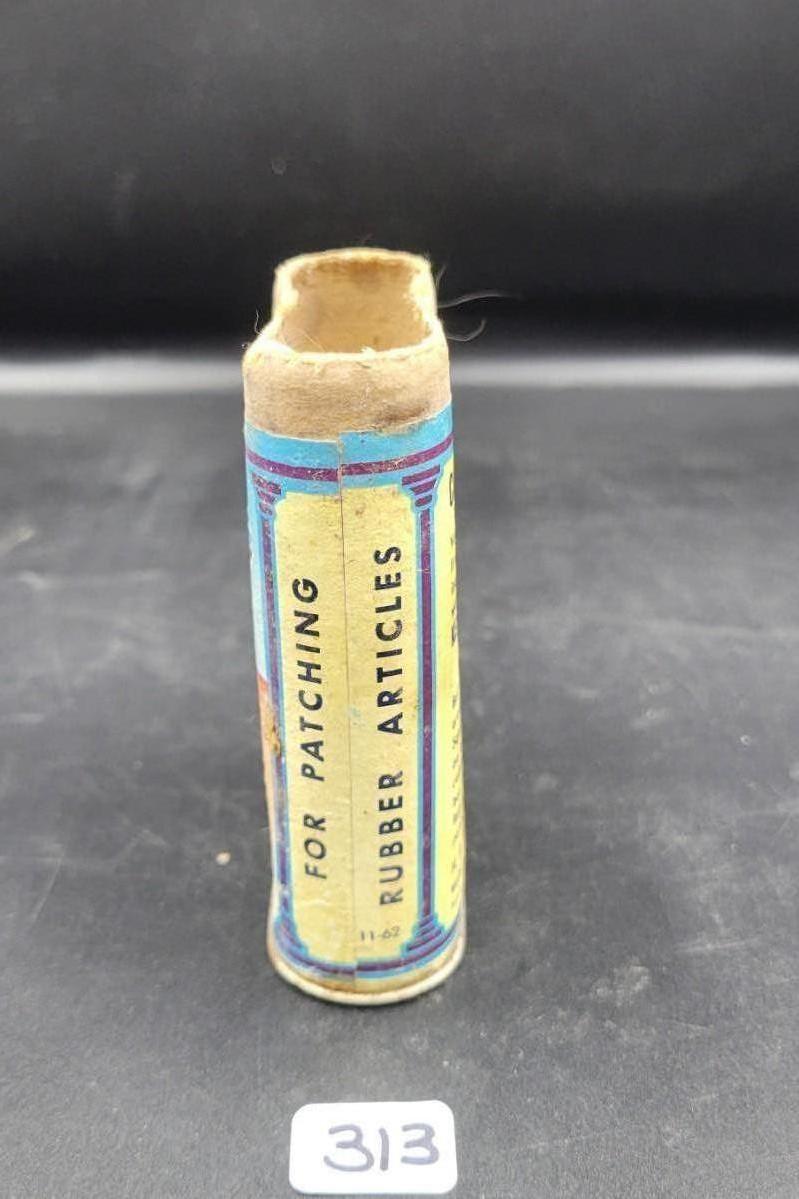 FOR PATCHING
RUBBER ARTICLES
11-62
313